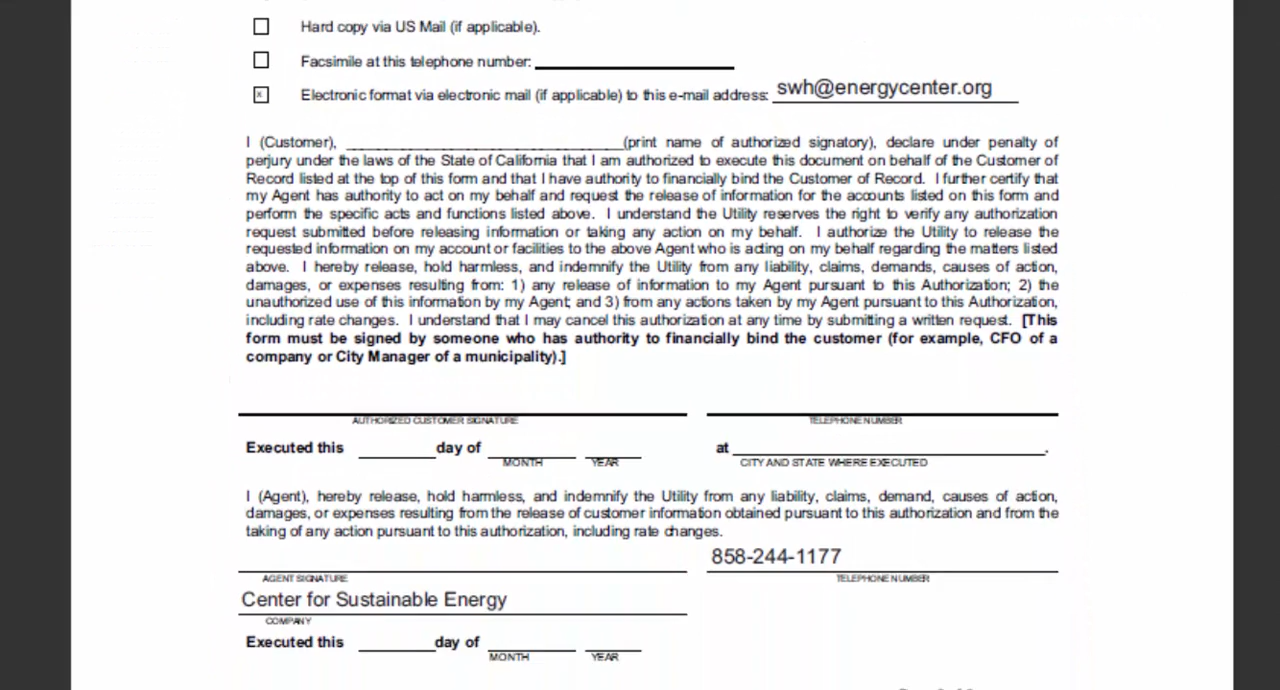 Hard copy via US Mail (if applicable).
Facsimile at this telephone number:
x Electronic format via electronic mail (if applicable) to this e-mail address: swh@energycenter.org
I (Customer), ______________________________(print name of authorized signatory), declare under penalty of
perjury under the laws of the State of California that I am authorized to execute this document on behalf of the Customer of
Record listed at the top of this form and that I have authority to financially bind the Customer of Record. I further certify that
my Agent has authority to act on my behalf and request the release of information for the accounts listed on this form and
perform the specific acts and functions listed above. I understand the Utility reserves the right to verify any authorization
request submitted before releasing information or taking any action on my behalf. I authorize the Utility to release the
requested information on my account or facilities to the above Agent who is acting on my behalf regarding the matters listed
above. I hereby release, hold harmless, and indemnify the Utility from any liability, claims, demands, causes of action,
damages, or expenses resulting from: 1) any release of information to my Agent pursuant to this Authorization; 2) the
unauthorized use of this information by my Agent; and 3) from any actions taken by my Agent pursuant to this Authorization,
including rate changes. I understand that I may cancel this authorization at any time by submitting a written request. [This
form must be signed by someone who has authority to financially bind the customer (for example, CFO of a
company or City Manager of a municipality).]
AUTHORIZED CUSTOMER SIGNATURE TELEPHONE NUMBER
Executed this day of at .
MONTH YEAR CITY AND STATE WHERE EXECUTED
I (Agent), hereby release, hold harmless, and indemnify the Utility from any liability, claims, demand, causes of action,
damages, or expenses resulting from the release of customer information obtained pursuant to this authorization and from the
taking of any action pursuant to this authorization, including rate changes.
858-244-1177
AGENT SIGNATURE TELEPHONE NUMBER
Center for Sustainable Energy
COMPANY
Executed this day of
MONTH YEAR